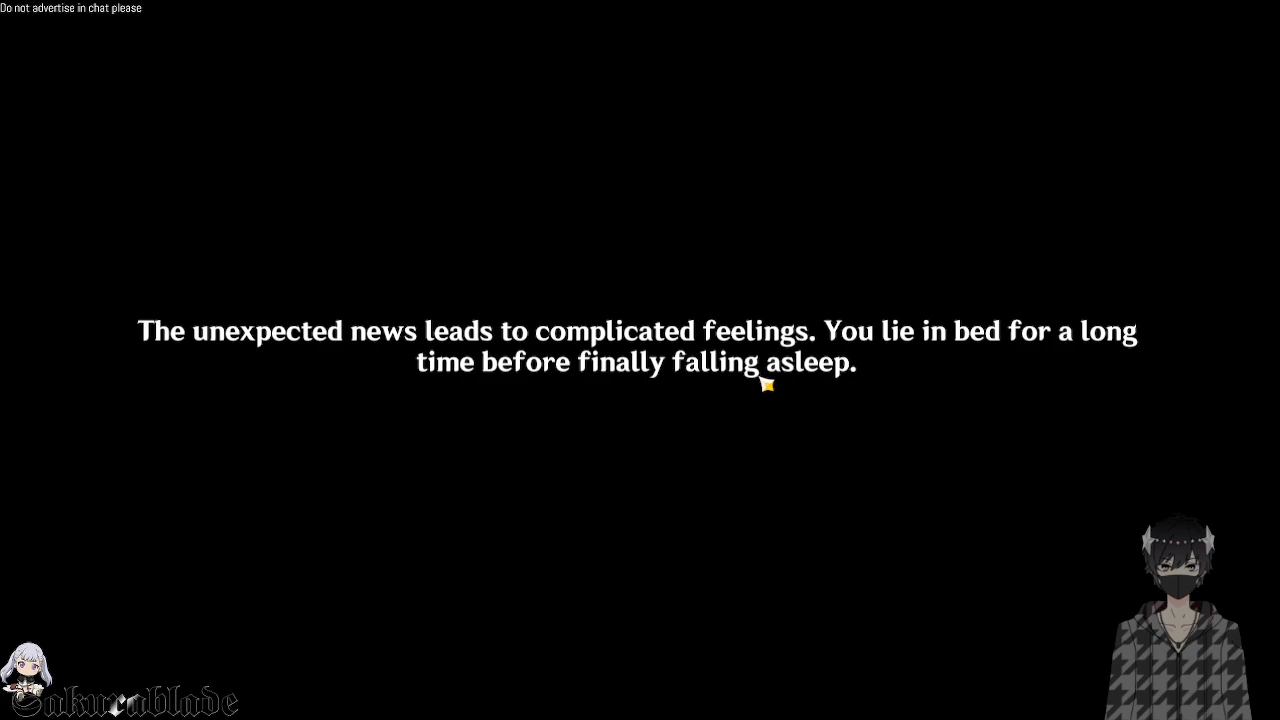 Do not advertise in chat please
The unexpected news leads to complicated feelings. You lie in bed for a long
time before finally falling asleep.
Sakurablade